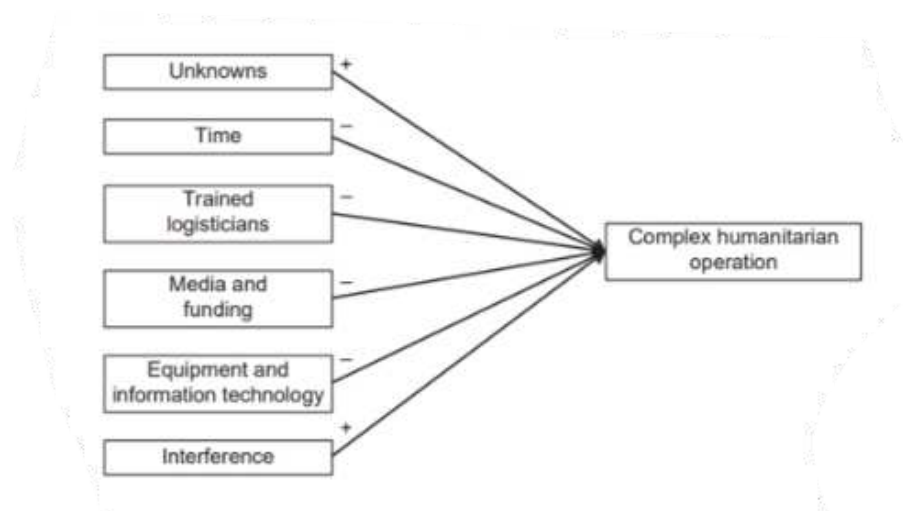 Unknowns
+
Time
–
Trained
logisticians
–
Media and
funding
–
Equipment and
information technology
–
Interference
+
Complex humanitarian
operation